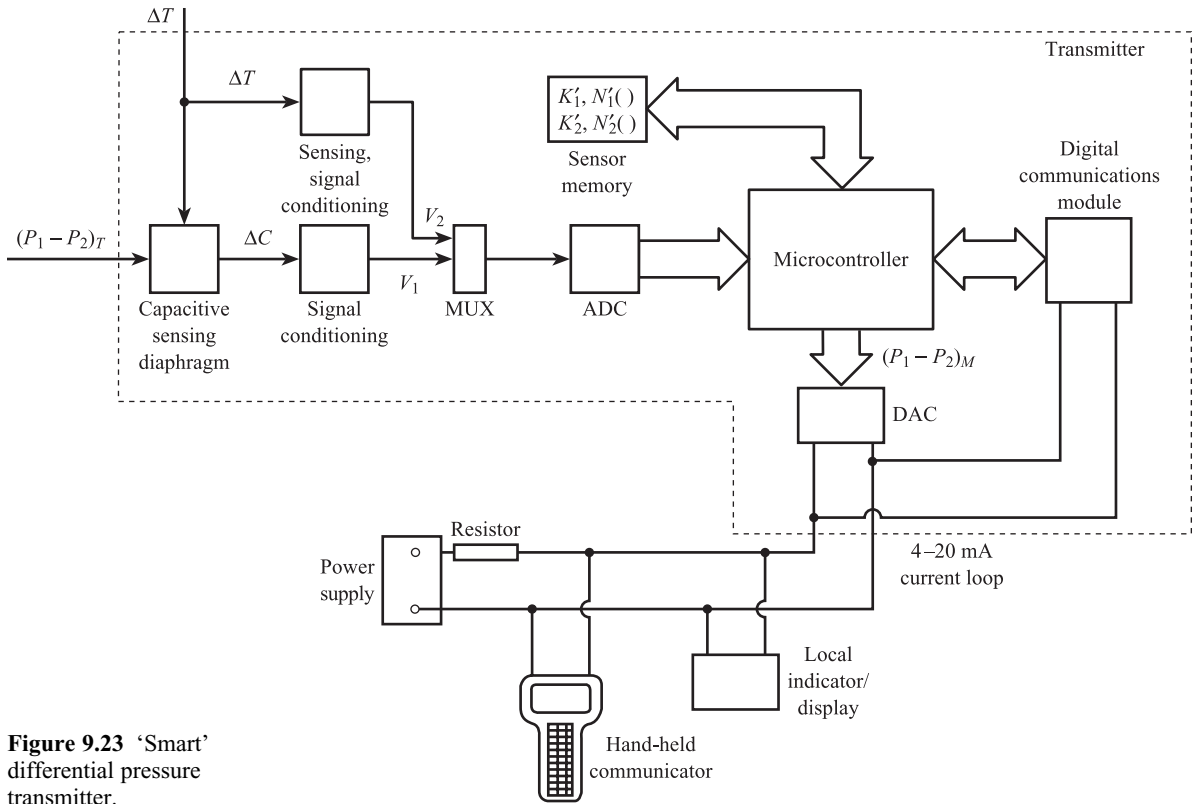 ΔT
Transmitter
ΔT
Sensing,
signal
conditioning
K′₁, N′₁( )
K′₂, N′₂( )
Sensor
memory
Digital
communications
module
(P₁ – P₂)T
ΔC
V₂
V₁
Capacitive
sensing
diaphragm
Signal
conditioning
MUX
ADC
Microcontroller
(P₁ – P₂)M
DAC
Resistor
Power
supply
4–20 mA
current loop
Local
indicator/
display
Hand-held
communicator
Figure 9.23 ‘Smart’
differential pressure
transmitter.